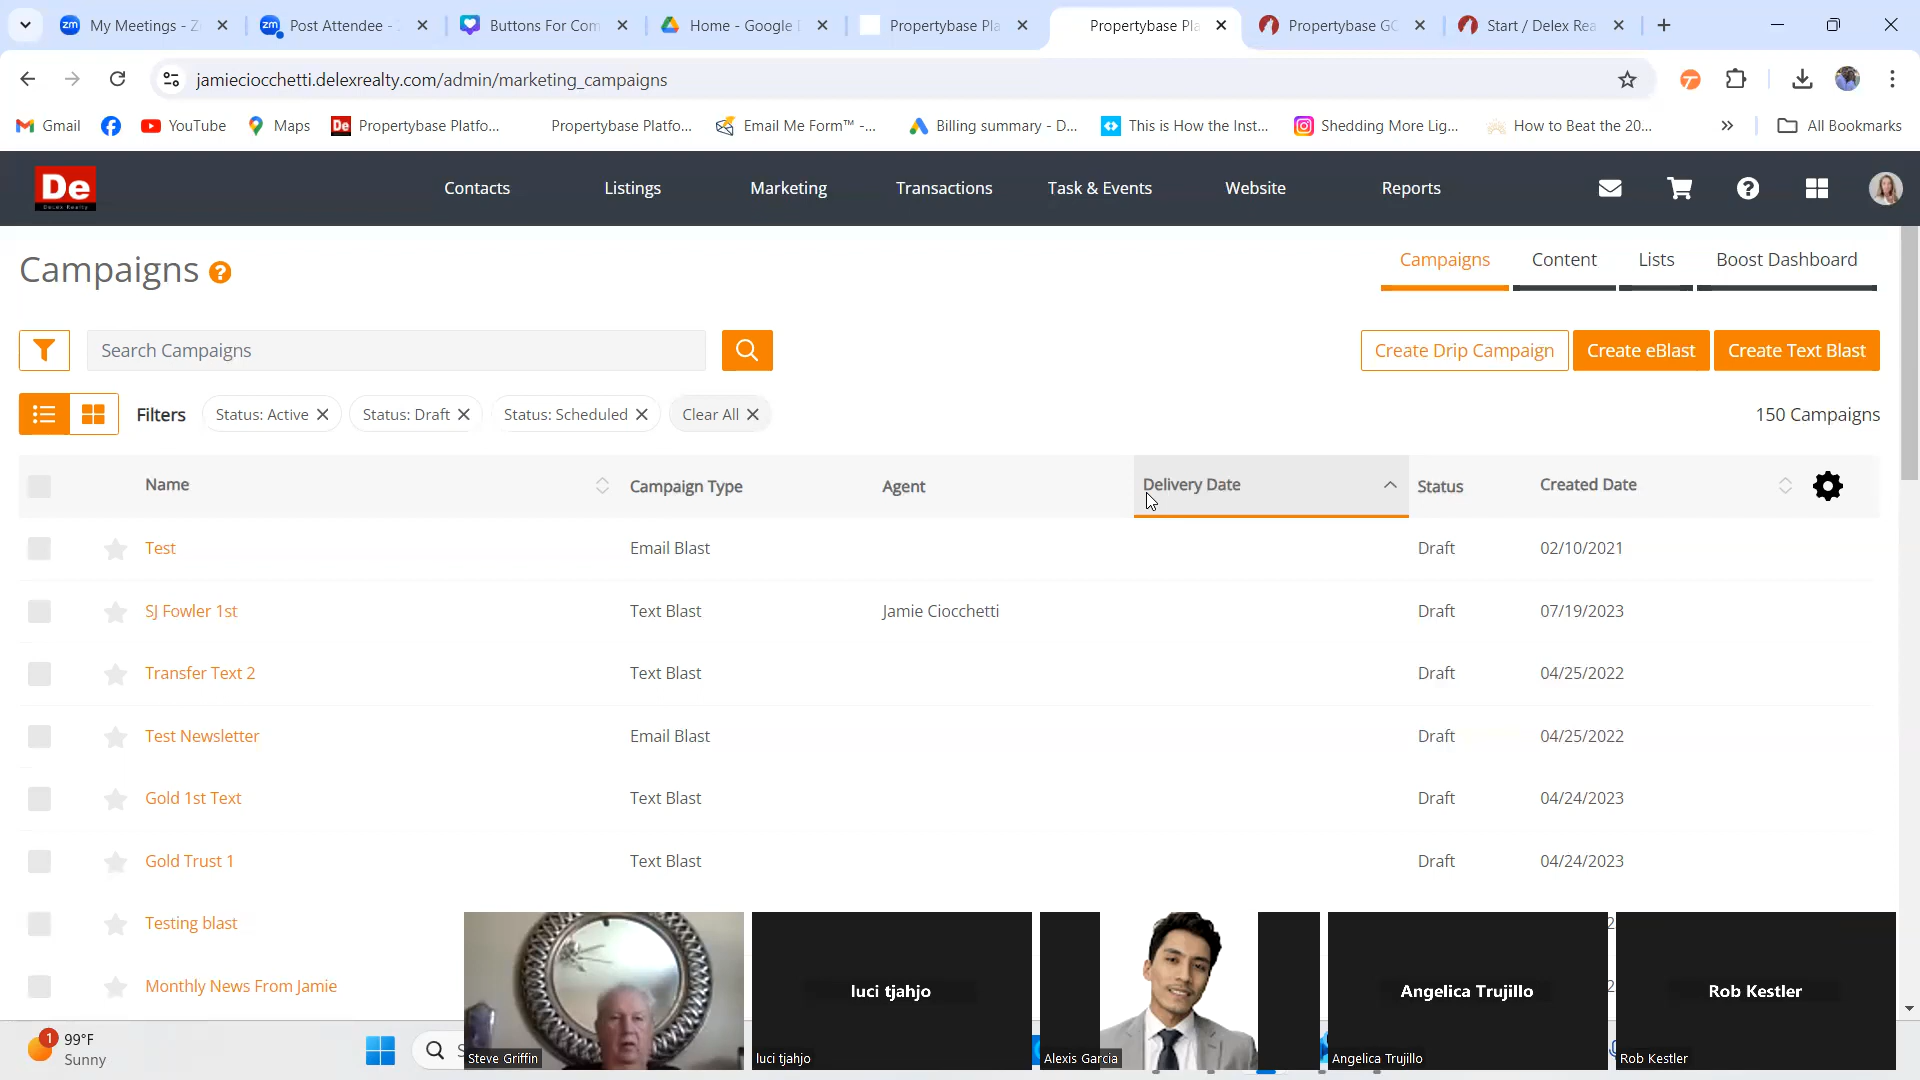 My Meetings - Z
Post Attendee -
Buttons For Com
Home - Google
Propertybase Pla
Propertybase Pla
Propertybase GO
Start / Delex Rea
jamieciocchetti.delexrealty.com/admin/marketing_campaigns
Gmail
YouTube
Maps
De
Propertybase Platfo...
Propertybase Platfo...
Email Me Form™ -...
Billing summary - D...
This is How the Inst...
Shedding More Lig...
How to Beat the 20...
All Bookmarks
De
Delex Realty
Contacts
Listings
Marketing
Transactions
Task & Events
Website
Reports
Campaigns
Campaigns
Content
Lists
Boost Dashboard
Search Campaigns
Create Drip Campaign
Create eBlast
Create Text Blast
Filters
Status: Active
Status: Draft
Status: Scheduled
Clear All
150 Campaigns
Name
Campaign Type
Agent
Delivery Date
Status
Created Date
Test
Email Blast
Draft
02/10/2021
SJ Fowler 1st
Text Blast
Jamie Ciocchetti
Draft
07/19/2023
Transfer Text 2
Text Blast
Draft
04/25/2022
Test Newsletter
Email Blast
Draft
04/25/2022
Gold 1st Text
Text Blast
Draft
04/24/2023
Gold Trust 1
Text Blast
Draft
04/24/2023
Testing blast
Monthly News From Jamie
luci tjahjo
Angelica Trujillo
Rob Kestler
Steve Griffin
luci tjahjo
Alexis Garcia
Angelica Trujillo
Rob Kestler
1
99°F
Sunny